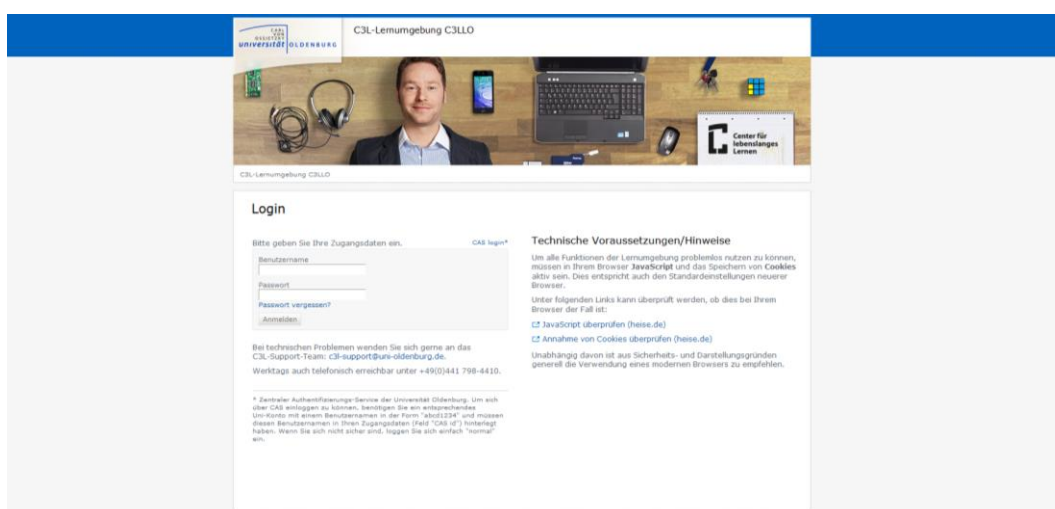 CARL
VON
OSSIETZKY
universität OLDENBURG
C3L-Lernumgebung C3LLO
Center für
lebenslanges
Lernen
C3L-Lernumgebung C3LLO
Login
Bitte geben Sie Ihre Zugangsdaten ein.
CAS login*
Benutzername
Passwort
Passwort vergessen?
Anmelden
Bei technischen Problemen wenden Sie sich gerne an das
C3L-Support-Team: c3l-support@uni-oldenburg.de.
Werktags auch telefonisch erreichbar unter +49(0)441 798-4410.
* Zentraler Authentifizierungs-Service der Universität Oldenburg. Um sich
über CAS einloggen zu können, benötigen Sie ein entsprechendes
Uni-Konto mit einem Benutzernamen in der Form "abcd1234" und müssen
diesen Benutzernamen in Ihren Zugangsdaten (Feld "CAS id") hinterlegt
haben. Wenn Sie sich nicht sicher sind, loggen Sie sich einfach "normal"
ein.
Technische Voraussetzungen/Hinweise
Um alle Funktionen der Lernumgebung problemlos nutzen zu können,
müssen in Ihrem Browser JavaScript und das Speichern von Cookies
aktiv sein. Dies entspricht auch den Standardeinstellungen neuerer
Browser.
Unter folgenden Links kann überprüft werden, ob dies bei Ihrem
Browser der Fall ist:
JavaScript überprüfen (heise.de)
Annahme von Cookies überprüfen (heise.de)
Unabhängig davon ist aus Sicherheits- und Darstellungsgründen
generell die Verwendung eines modernen Browsers zu empfehlen.